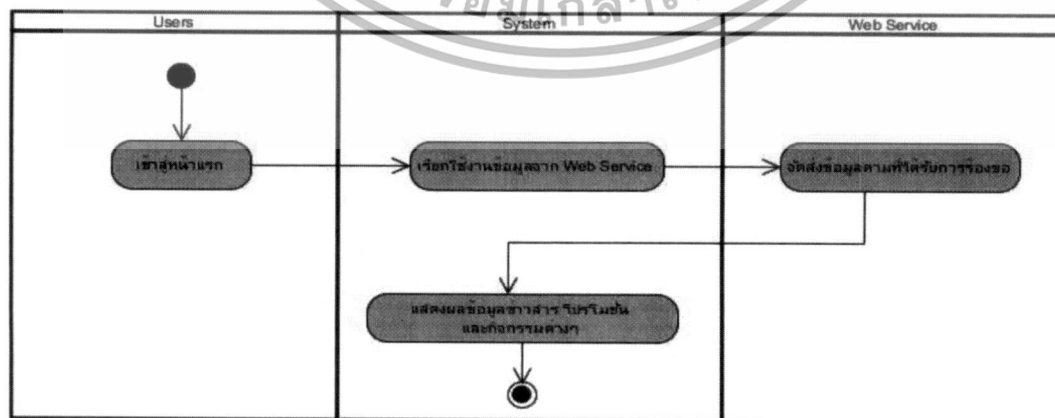 Users
System
Web Service
เข้าสู่หน้าแรก
เรียกใช้งานข้อมูลจาก Web Service
จัดส่งข้อมูลตามที่ได้รับการร้องขอ
แสดงผลข้อมูลข่าวสาร โปรโมชั่น
และกิจกรรมต่างๆ